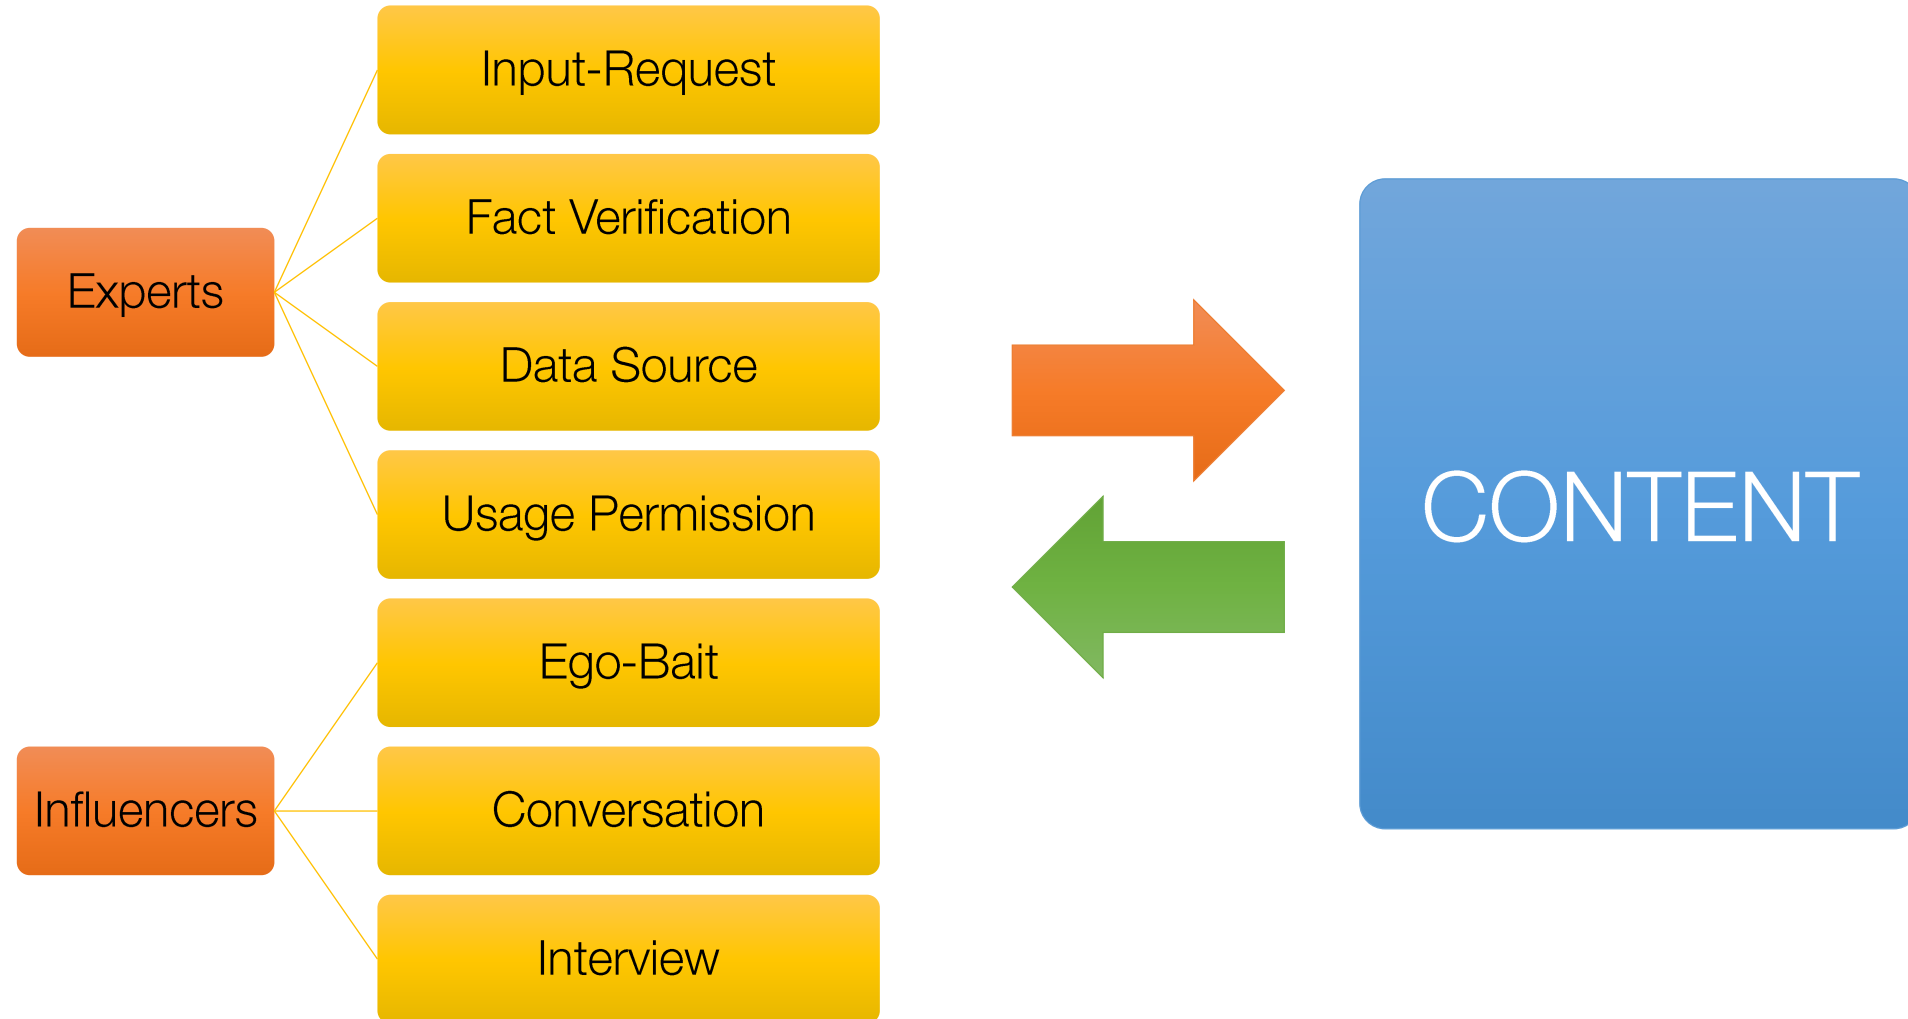 Experts
Input-Request
Fact Verification
Data Source
Usage Permission
Influencers
Ego-Bait
Conversation
Interview
CONTENT